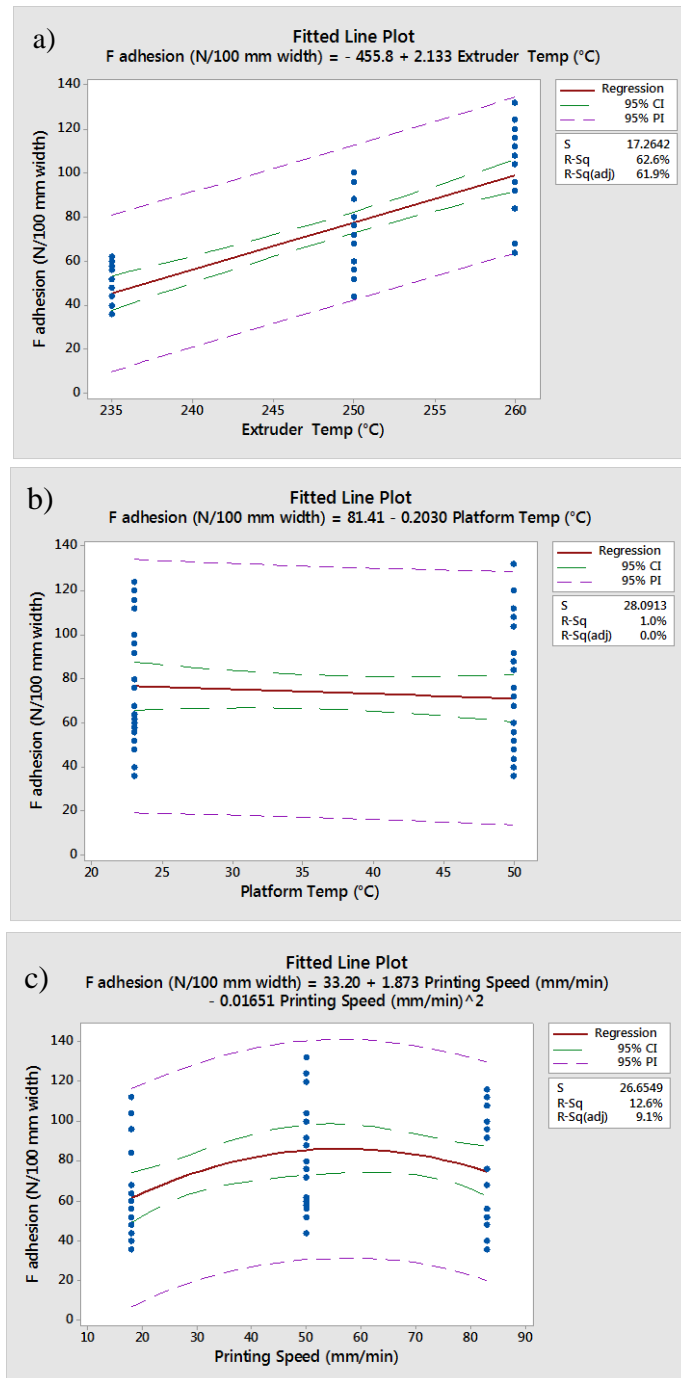 a)
Fitted Line Plot
F adhesion (N/100 mm width) = - 455.8 + 2.133 Extruder Temp (°C)
140
120
100
80
60
40
20
0
F adhesion (N/100 mm width)
235
240
245
250
255
260
Extruder Temp (°C)
Regression
95% CI
95% PI
S 17.2642
R-Sq 62.6%
R-Sq(adj) 61.9%
b)
Fitted Line Plot
F adhesion (N/100 mm width) = 81.41 - 0.2030 Platform Temp (°C)
140
120
100
80
60
40
20
0
F adhesion (N/100 mm width)
20
25
30
35
40
45
50
Platform Temp (°C)
Regression
95% CI
95% PI
S 28.0913
R-Sq 1.0%
R-Sq(adj) 0.0%
c)
Fitted Line Plot
F adhesion (N/100 mm width) = 33.20 + 1.873 Printing Speed (mm/min)
- 0.01651 Printing Speed (mm/min)^2
140
120
100
80
60
40
20
0
F adhesion (N/100 mm width)
10
20
30
40
50
60
70
80
90
Printing Speed (mm/min)
Regression
95% CI
95% PI
S 26.6549
R-Sq 12.6%
R-Sq(adj) 9.1%